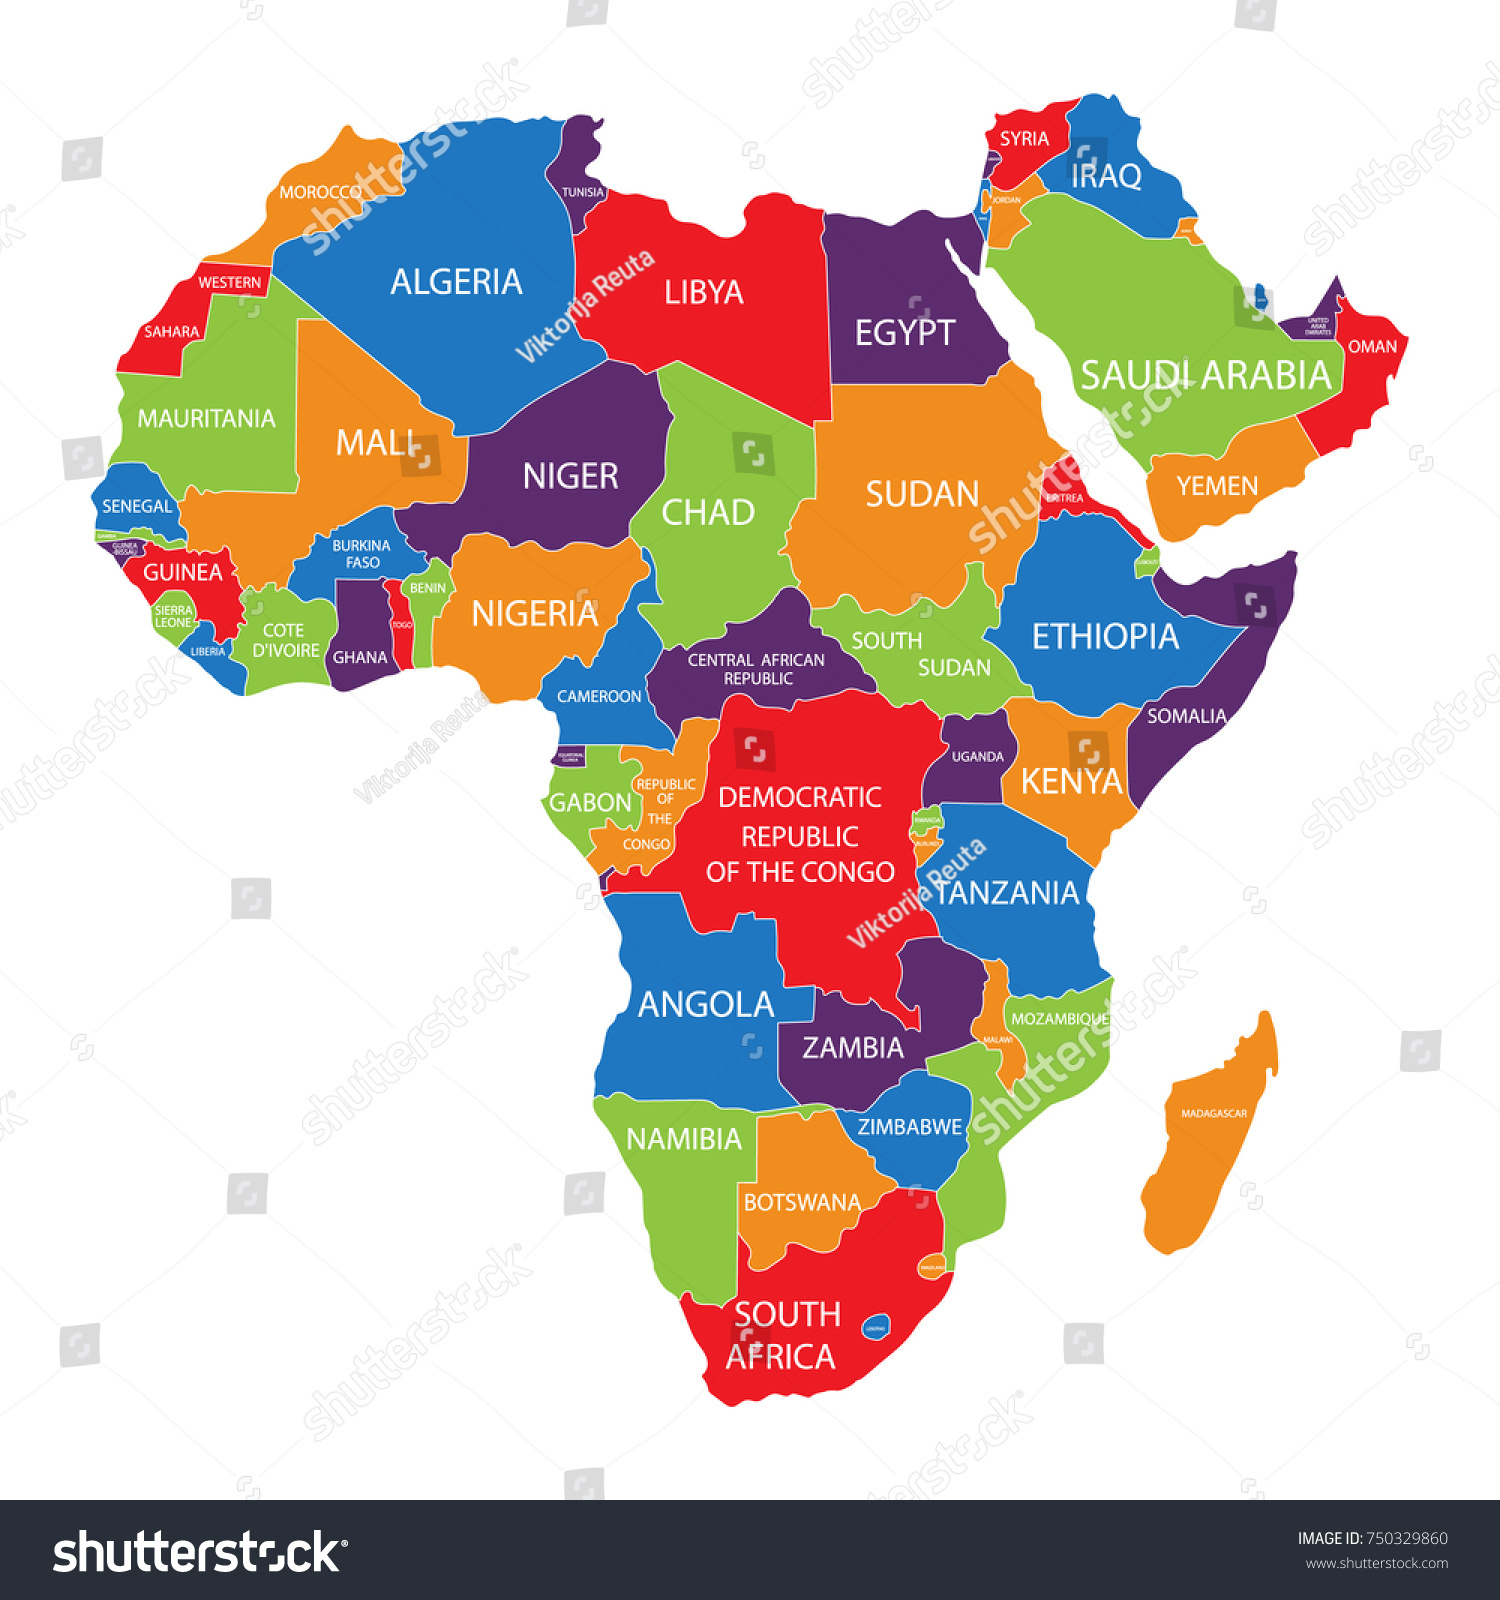 SYRIA
IRAQ
JORDAN
MOROCCO
TUNISIA
ALGERIA
LIBYA
EGYPT
WESTERN
SAHARA
SAUDI ARABIA
UNITED
ARAB
EMIRATES
OMAN
YEMEN
MAURITANIA
MALI
NIGER
CHAD
SUDAN
ERITREA
SENEGAL
GAMBIA
GUINEA
-BISSAU
GUINEA
SIERRA
LEONE
LIBERIA
COTE
D'IVOIRE
BURKINA
FASO
GHANA
TOGO
BENIN
NIGERIA
CAMEROON
CENTRAL AFRICAN
REPUBLIC
SOUTH
SUDAN
ETHIOPIA
DJIBOUTI
SOMALIA
UGANDA
KENYA
EQUATORIAL
GUINEA
GABON
REPUBLIC
OF
THE
CONGO
DEMOCRATIC
REPUBLIC
OF THE CONGO
RWANDA
BURUNDI
TANZANIA
ANGOLA
ZAMBIA
MALAWI
MOZAMBIQUE
MADAGASCAR
NAMIBIA
ZIMBABWE
BOTSWANA
SWAZILAND
LESOTHO
SOUTH
AFRICA
shutterstock
Viktorija Reuta
shutterstock
IMAGE ID: 750329860
www.shutterstock.com